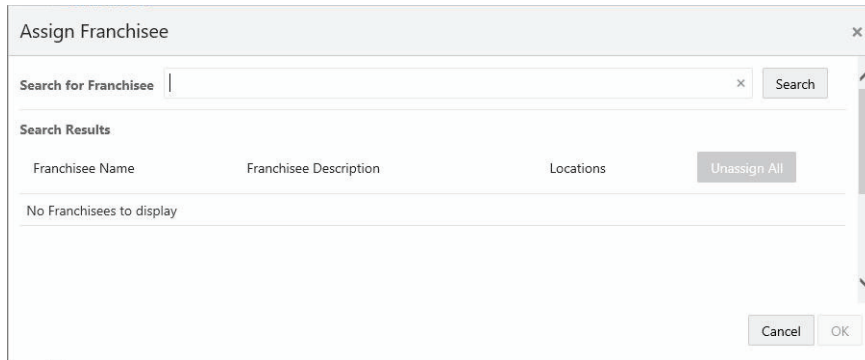 Assign Franchisee
Search for Franchisee Search
Search Results
Franchisee Name Franchisee Description Locations Unassign All
No Franchisees to display
Cancel OK